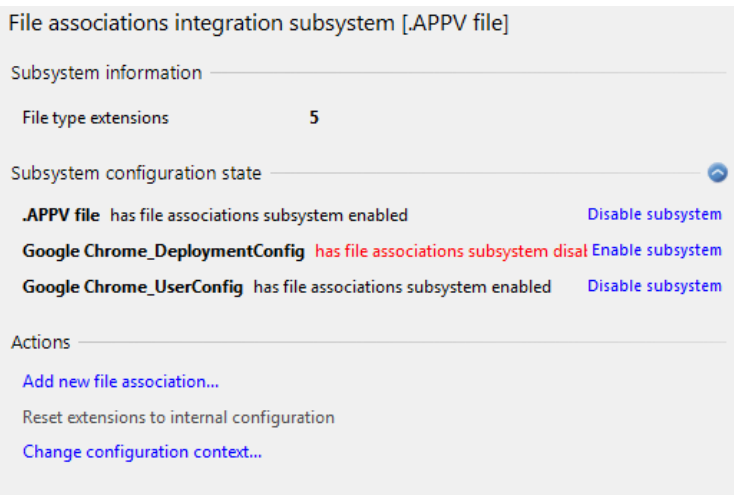 File associations integration subsystem [.APPV file]
Subsystem information
File type extensions 5
Subsystem configuration state
.APPV file has file associations subsystem enabled Disable subsystem
Google Chrome_DeploymentConfig has file associations subsystem disal Enable subsystem
Google Chrome_UserConfig has file associations subsystem enabled Disable subsystem
Actions
Add new file association...
Reset extensions to internal configuration
Change configuration context...